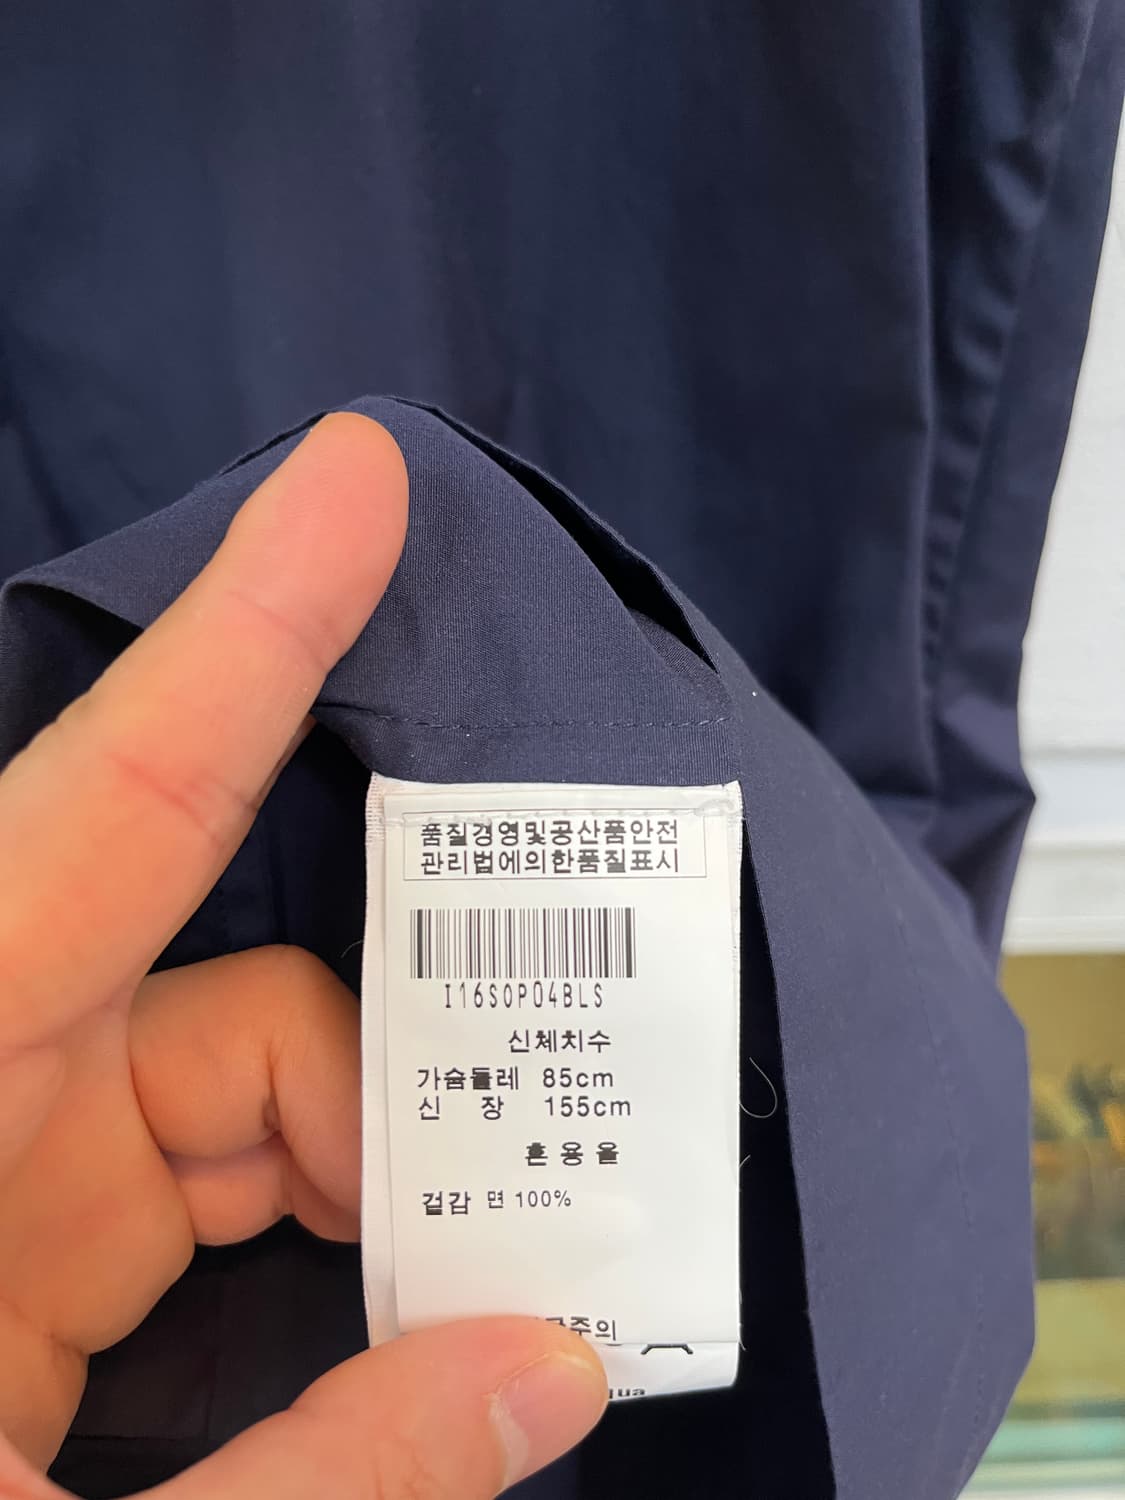 품질경영및공산품안전
관리법에의한품질표시
I16SOP04BLS
신체치수
가슴둘레 85cm
신 장 155cm
혼 용 율
겉감 면 100%
주의